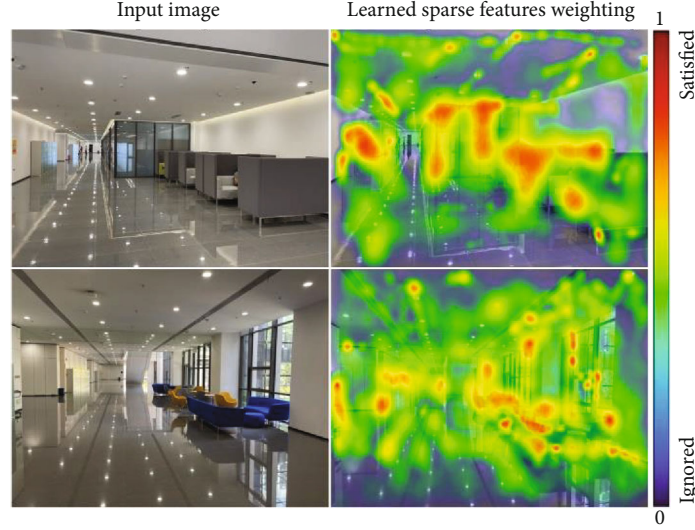 Input image
Learned sparse features weighting
1
Satisfied
Ignored
0